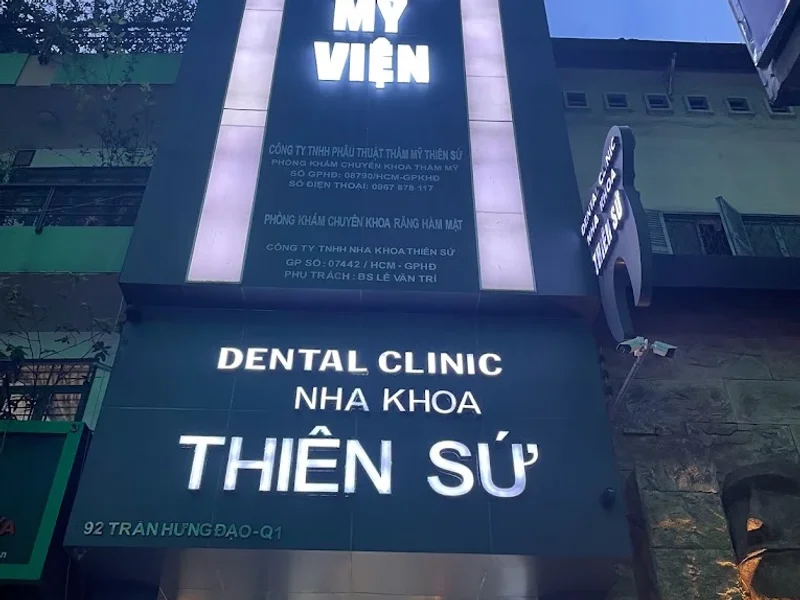 MỸ
VIỆN
CÔNG TY TNHH PHẪU THUẬT THẨM MỸ THIÊN SỨ
PHÒNG KHÁM CHUYÊN KHOA THẨM MỸ
SỐ GPHĐ: 08790/HCM-GPKHĐ
SỐ ĐIỆN THOẠI: 0967 878 117
PHÒNG KHÁM CHUYÊN KHOA RĂNG HÀM MẶT
CÔNG TY TNHH NHA KHOA THIÊN SỨ
GP SỐ: 07442 / HCM - GPHĐ
PHỤ TRÁCH : BS LÊ VĂN TRÌ
DENTAL CLINIC
NHA KHOA
THIÊN SỨ
DENTAL CLINIC
NHA KHOA
THIÊN SỨ
92 TRẦN HƯNG ĐẠO-Q1